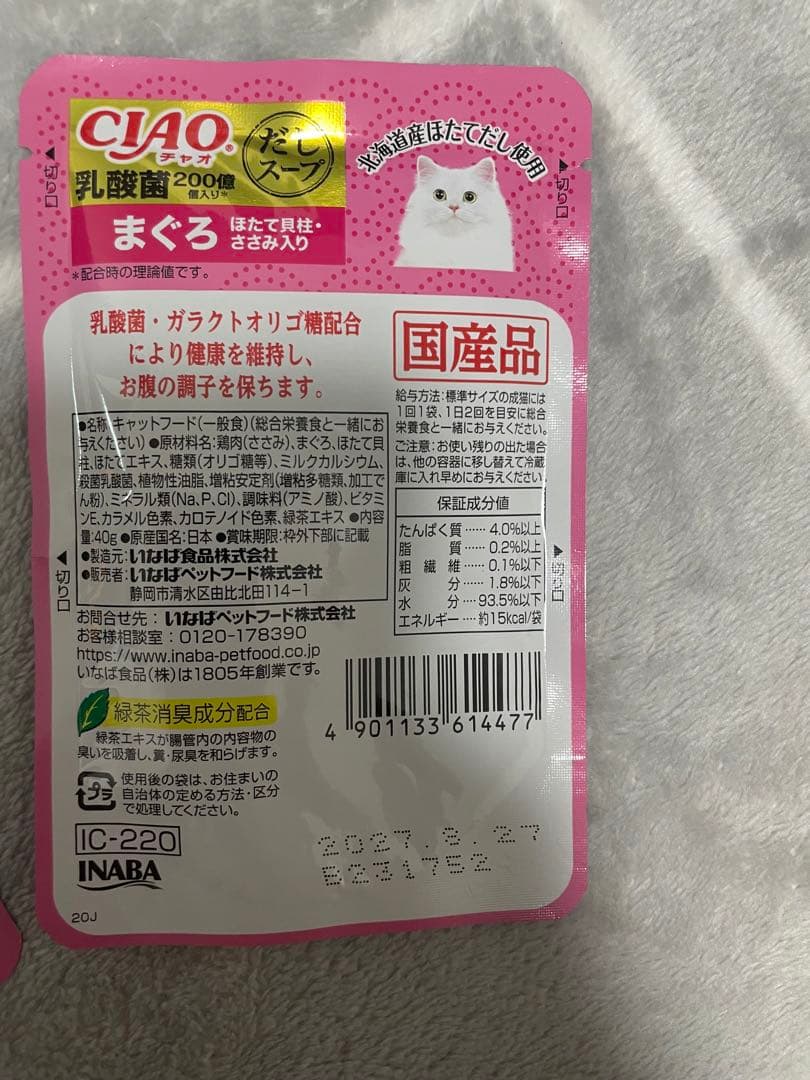 CIAO®
チャオ
乳酸菌 200億個入り*
だしスープ
まぐろ ほたて貝柱・ささみ入り
*配合時の理論値です。
北海道産ほたてだし使用
切り口
切り口
乳酸菌・ガラクトオリゴ糖配合
により健康を維持し、
お腹の調子を保ちます。
国産品
●名称:キャットフード(一般食)(総合栄養食と一緒にお
与えください) ●原材料名:鶏肉(ささみ)、まぐろ、ほたて貝
柱、ほたてエキス、糖類(オリゴ糖等)、ミルクカルシウム、
殺菌乳酸菌、植物性油脂、増粘安定剤(増粘多糖類、加工で
ん粉)、ミネラル類(Na、P、Cl)、調味料(アミノ酸)、ビタミ
ンE、カラメル色素、カロテノイド色素、緑茶エキス ●内容
量:40g ●原産国名:日本 ●賞味期限:枠外下部に記載
●製造元:いなば食品株式会社
●販売者:いなばペットフード株式会社
静岡市清水区由比北田114-1
給与方法:標準サイズの成猫には
1回1袋、1日2回を目安に総合
栄養食と一緒にお与えください。
ご注意:お使い残りの出た場合
は、他の容器に移し替えて冷蔵
庫に入れ早めにお与えください。
保証成分値
たんぱく質……4.0%以上
脂質……0.2%以上
粗繊維……0.1%以下
灰分……1.8%以下
水分……93.5%以下
エネルギー…約15kcal/袋
切り口
切り口
お問合せ先:いなばペットフード株式会社
お客様相談室:0120-178390
https://www.inaba-petfood.co.jp
いなば食品(株)は1805年創業です。
4 901133 614477
緑茶消臭成分配合
緑茶エキスが腸管内の内容物の
臭いを吸着し、糞・尿臭を和らげます。
プラ
使用後の袋は、お住まいの
自治体の定める方法・区分
で処理してください。
IC-220
INABA
20J